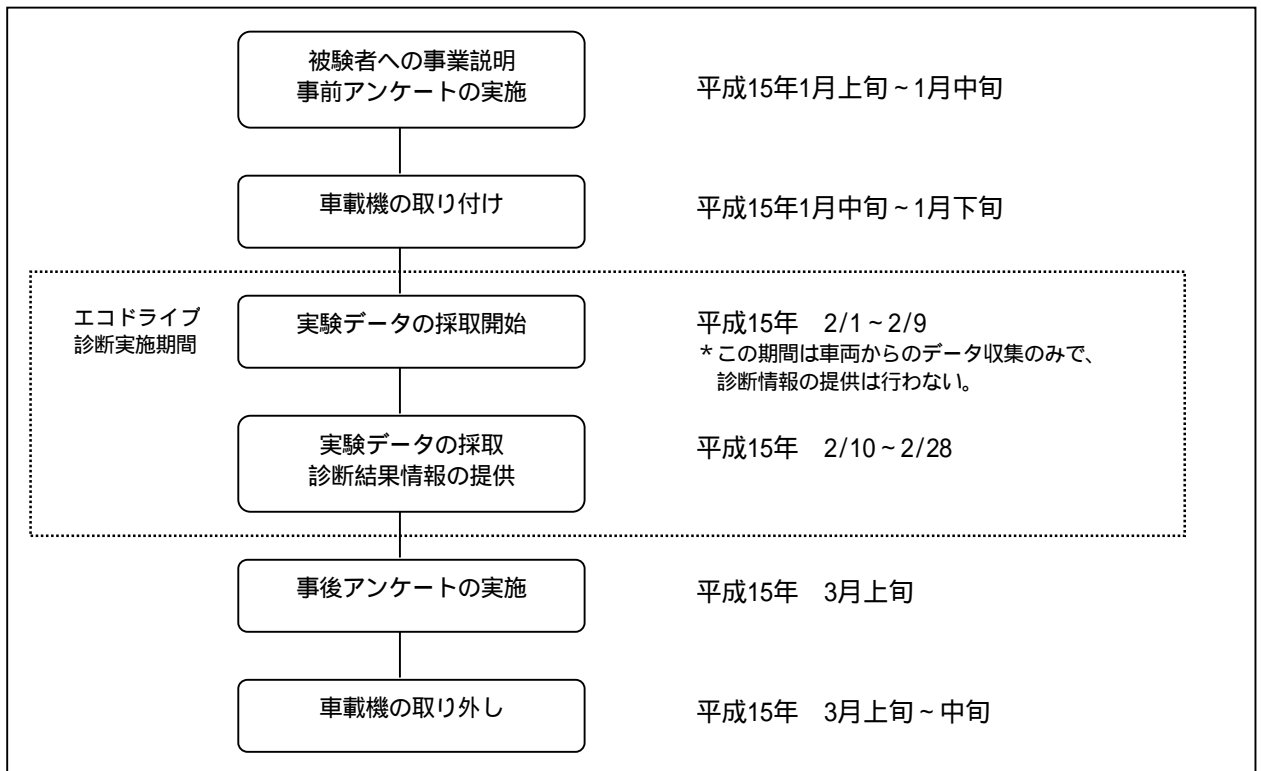 被験者への事業説明
事前アンケートの実施
平成15年1月上旬~1月中旬
車載機の取り付け
平成15年1月中旬~1月下旬
エコドライブ
診断実施期間
実験データの採取開始
平成15年 2/1~2/9
*この期間は車両からのデータ収集のみで、
診断情報の提供は行わない。
実験データの採取
診断結果情報の提供
平成15年 2/10~2/28
事後アンケートの実施
平成15年 3月上旬
車載機の取り外し
平成15年 3月上旬~中旬